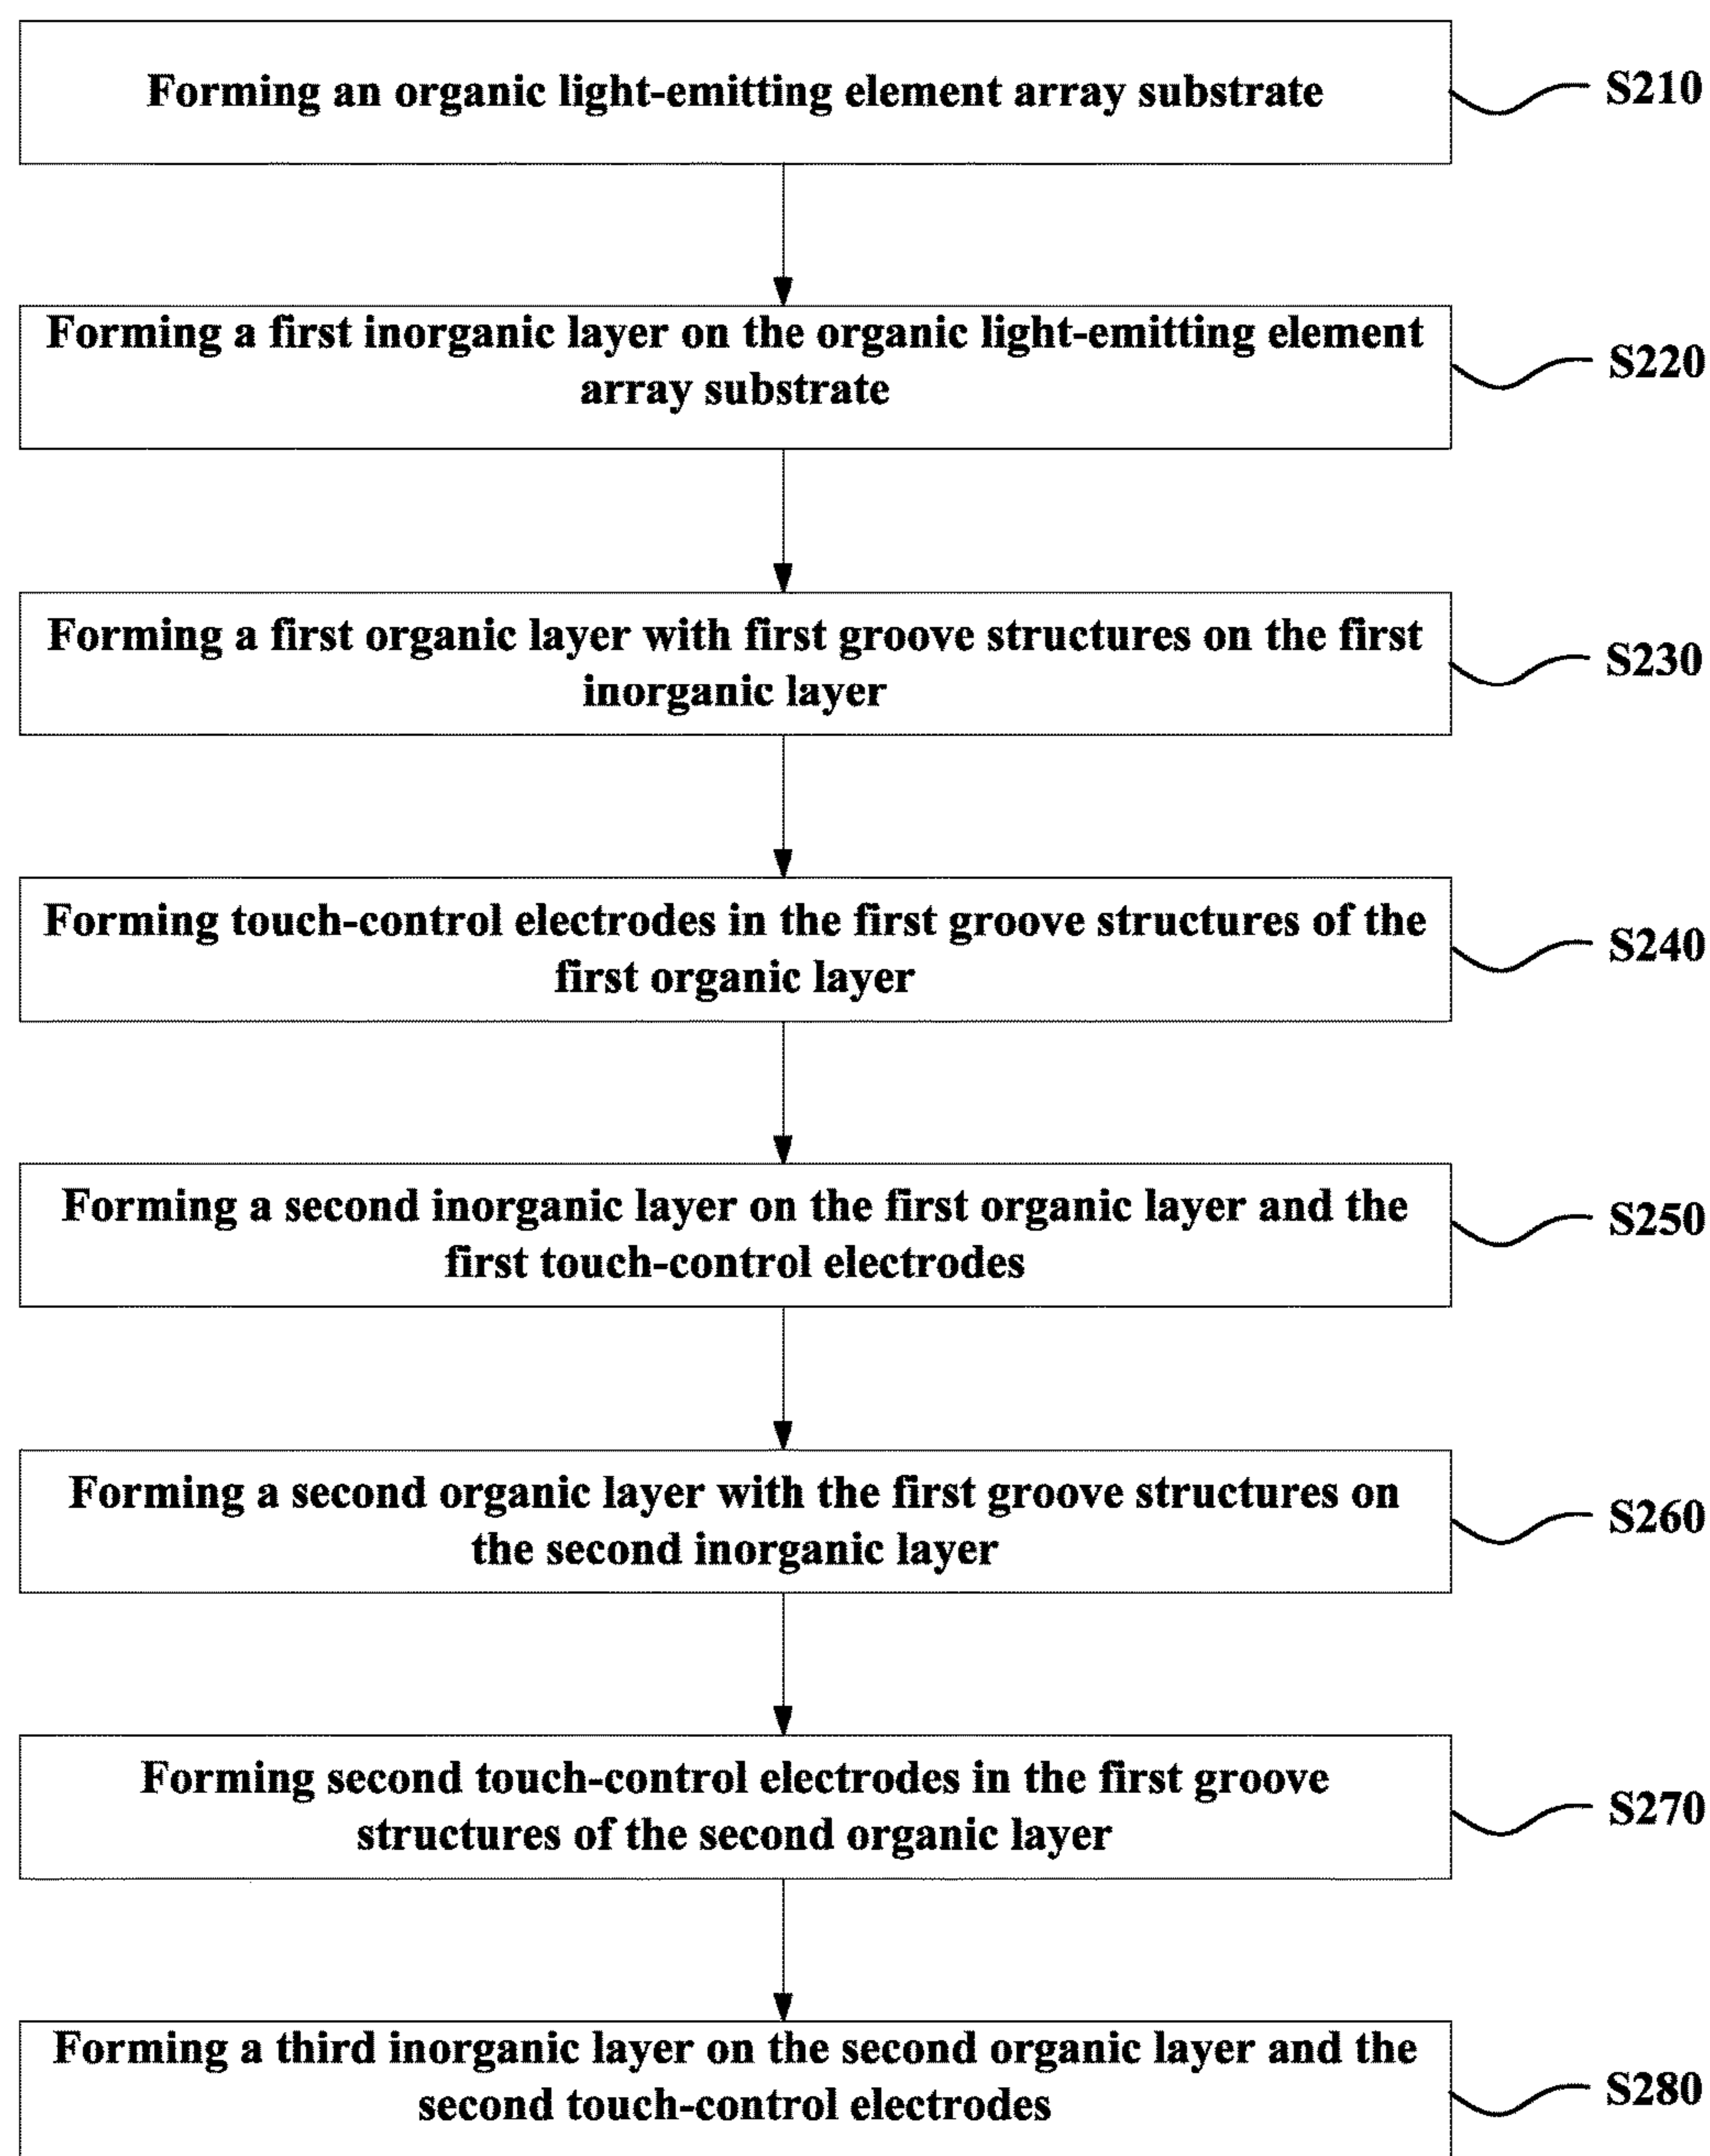 Forming an organic light-emitting element array substrate
S210
Forming a first inorganic layer on the organic light-emitting element
array substrate
S220
Forming a first organic layer with first groove structures on the first
inorganic layer
S230
Forming touch-control electrodes in the first groove structures of the
first organic layer
S240
Forming a second inorganic layer on the first organic layer and the
first touch-control electrodes
S250
Forming a second organic layer with the first groove structures on
the second inorganic layer
S260
Forming second touch-control electrodes in the first groove
structures of the second organic layer
S270
Forming a third inorganic layer on the second organic layer and the
second touch-control electrodes
S280